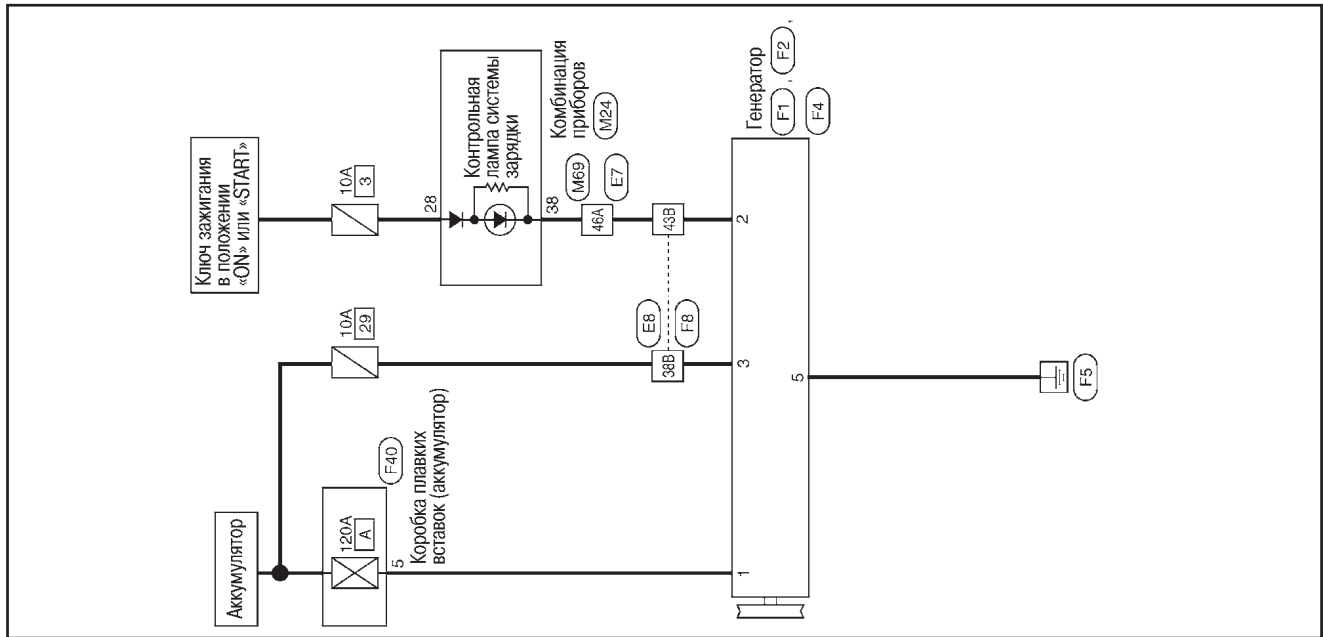 Аккумулятор
120A
A
5
F40
Коробка плавких
вставок (аккумулятор)
10A
29
Ключ зажигания
в положении
«ON» или «START»
10A
3
28
Контрольная
лампа системы
зарядки
38
Комбинация
приборов
M24
M69
46A
E7
43B
E8
38B
F8
1
3
2
5
Генератор
F1 , F2 ,
F4
F5